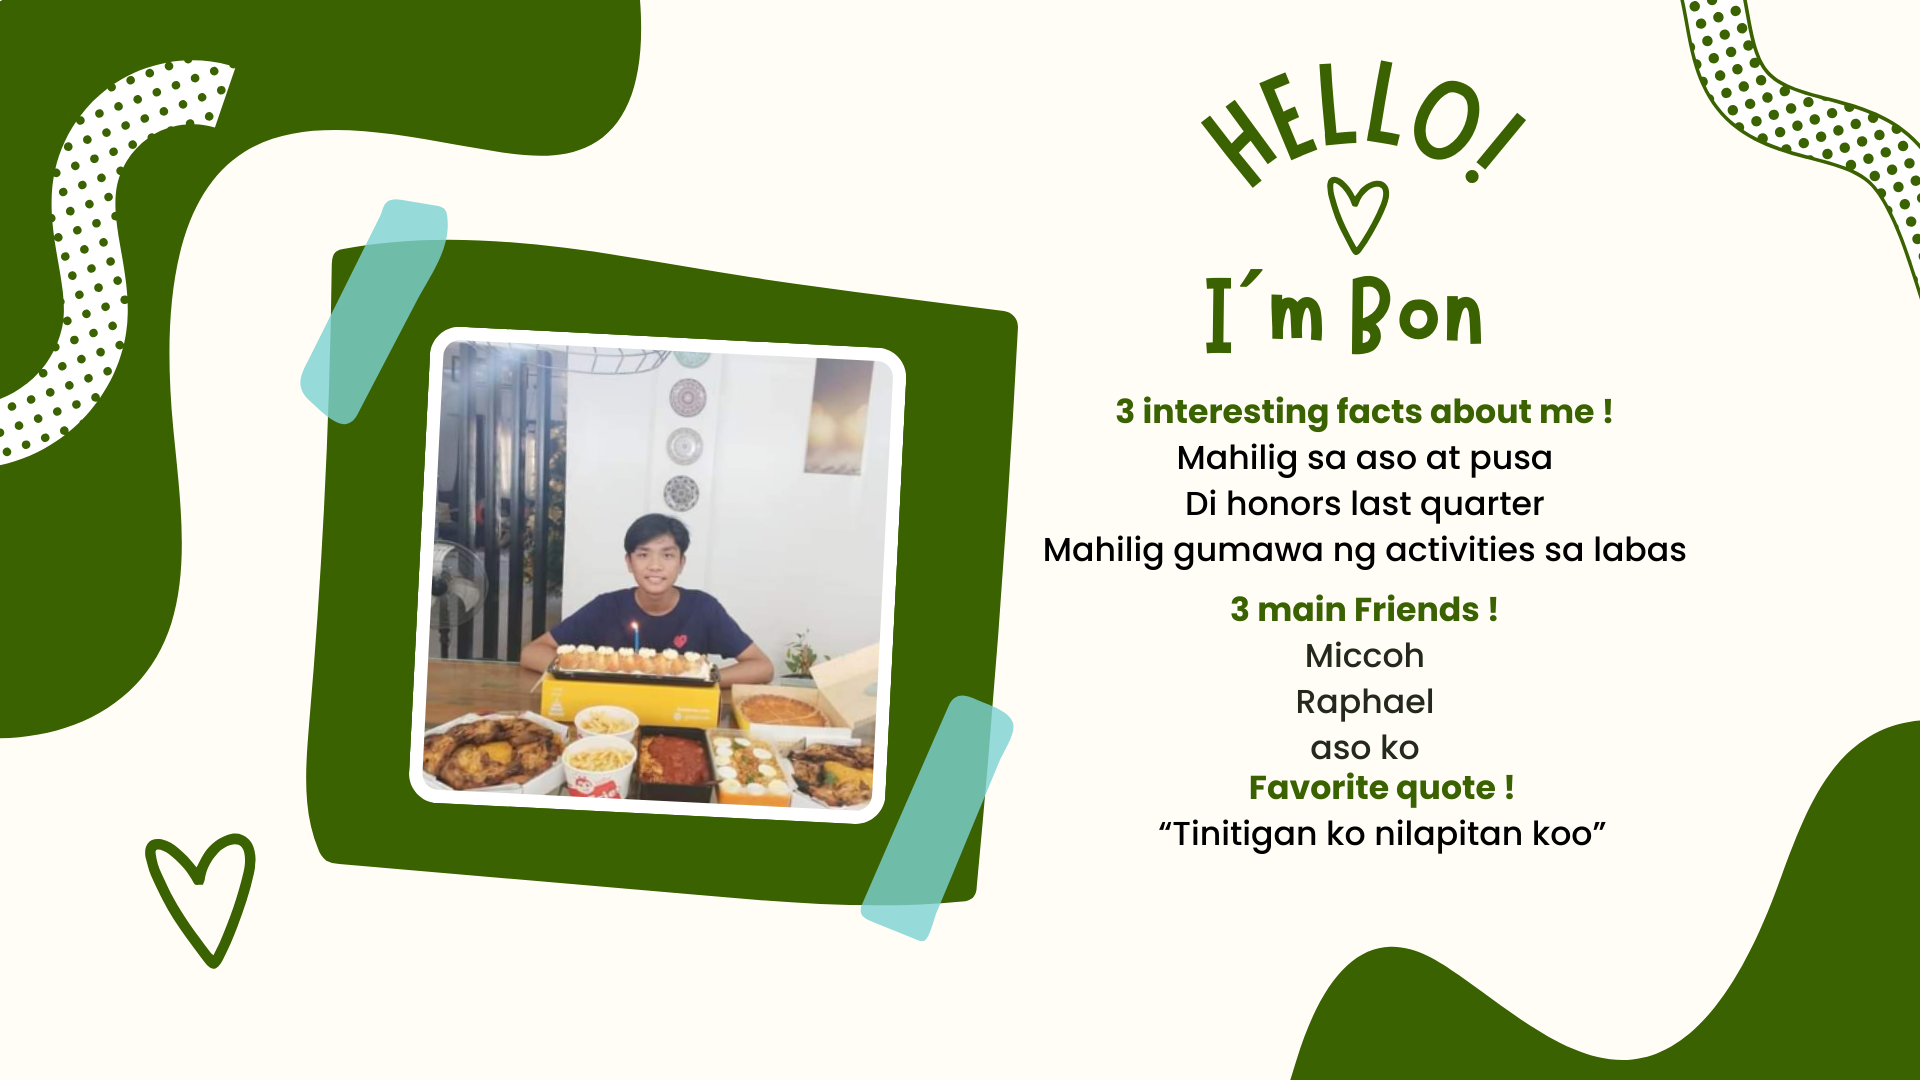 HELLO!
I´m Bon
3 interesting facts about me !
Mahilig sa aso at pusa
Di honors last quarter
Mahilig gumawa ng activities sa labas
3 main Friends !
Miccoh
Raphael
aso ko
Favorite quote !
“Tinitigan ko nilapitan koo”